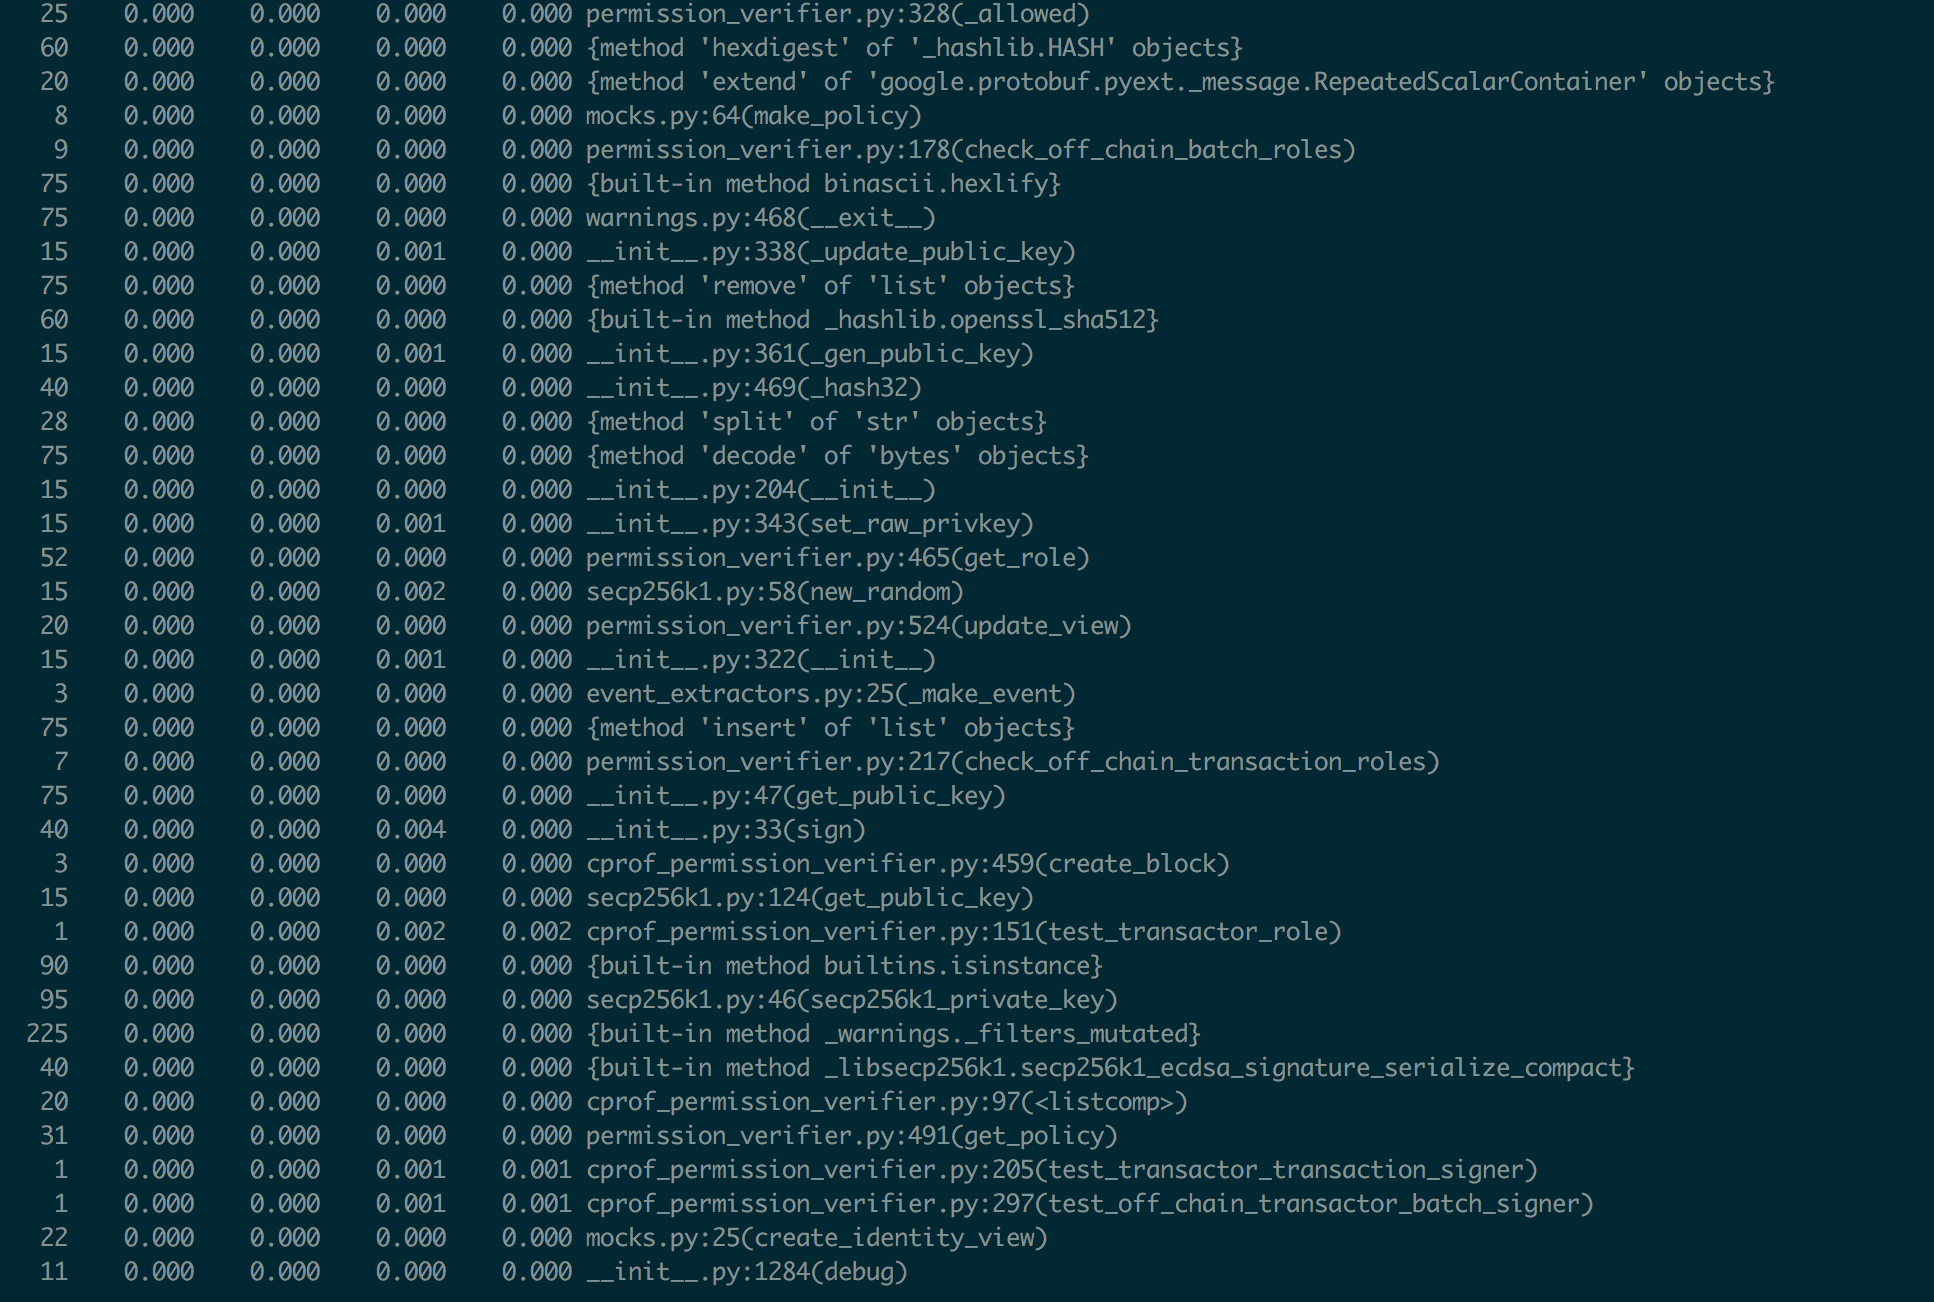 25 0.000 0.000 0.000 0.000 permission_verifier.py:328(_allowed)
60 0.000 0.000 0.000 0.000 {method 'hexdigest' of '_hashlib.HASH' objects}
20 0.000 0.000 0.000 0.000 {method 'extend' of 'google.protobuf.pyext._message.RepeatedScalarContainer' objects}
8 0.000 0.000 0.000 0.000 mocks.py:64(make_policy)
9 0.000 0.000 0.000 0.000 permission_verifier.py:178(check_off_chain_batch_roles)
75 0.000 0.000 0.000 0.000 {built-in method binascii.hexlify}
75 0.000 0.000 0.000 0.000 warnings.py:468(__exit__)
15 0.000 0.000 0.001 0.000 __init__.py:338(_update_public_key)
75 0.000 0.000 0.000 0.000 {method 'remove' of 'list' objects}
60 0.000 0.000 0.000 0.000 {built-in method _hashlib.openssl_sha512}
15 0.000 0.000 0.001 0.000 __init__.py:361(_gen_public_key)
40 0.000 0.000 0.000 0.000 __init__.py:469(_hash32)
28 0.000 0.000 0.000 0.000 {method 'split' of 'str' objects}
75 0.000 0.000 0.000 0.000 {method 'decode' of 'bytes' objects}
15 0.000 0.000 0.000 0.000 __init__.py:204(__init__)
15 0.000 0.000 0.001 0.000 __init__.py:343(set_raw_privkey)
52 0.000 0.000 0.000 0.000 permission_verifier.py:465(get_role)
15 0.000 0.000 0.002 0.000 secp256k1.py:58(new_random)
20 0.000 0.000 0.000 0.000 permission_verifier.py:524(update_view)
15 0.000 0.000 0.001 0.000 __init__.py:322(__init__)
3 0.000 0.000 0.000 0.000 event_extractors.py:25(_make_event)
75 0.000 0.000 0.000 0.000 {method 'insert' of 'list' objects}
7 0.000 0.000 0.000 0.000 permission_verifier.py:217(check_off_chain_transaction_roles)
75 0.000 0.000 0.000 0.000 __init__.py:47(get_public_key)
40 0.000 0.000 0.004 0.000 __init__.py:33(sign)
3 0.000 0.000 0.000 0.000 cprof_permission_verifier.py:459(create_block)
15 0.000 0.000 0.000 0.000 secp256k1.py:124(get_public_key)
1 0.000 0.000 0.002 0.002 cprof_permission_verifier.py:151(test_transactor_role)
90 0.000 0.000 0.000 0.000 {built-in method builtins.isinstance}
95 0.000 0.000 0.000 0.000 secp256k1.py:46(secp256k1_private_key)
225 0.000 0.000 0.000 0.000 {built-in method _warnings._filters_mutated}
40 0.000 0.000 0.000 0.000 {built-in method _libsecp256k1.secp256k1_ecdsa_signature_serialize_compact}
20 0.000 0.000 0.000 0.000 cprof_permission_verifier.py:97(<listcomp>)
31 0.000 0.000 0.000 0.000 permission_verifier.py:491(get_policy)
1 0.000 0.000 0.001 0.001 cprof_permission_verifier.py:205(test_transactor_transaction_signer)
1 0.000 0.000 0.001 0.001 cprof_permission_verifier.py:297(test_off_chain_transactor_batch_signer)
22 0.000 0.000 0.000 0.000 mocks.py:25(create_identity_view)
11 0.000 0.000 0.000 0.000 __init__.py:1284(debug)